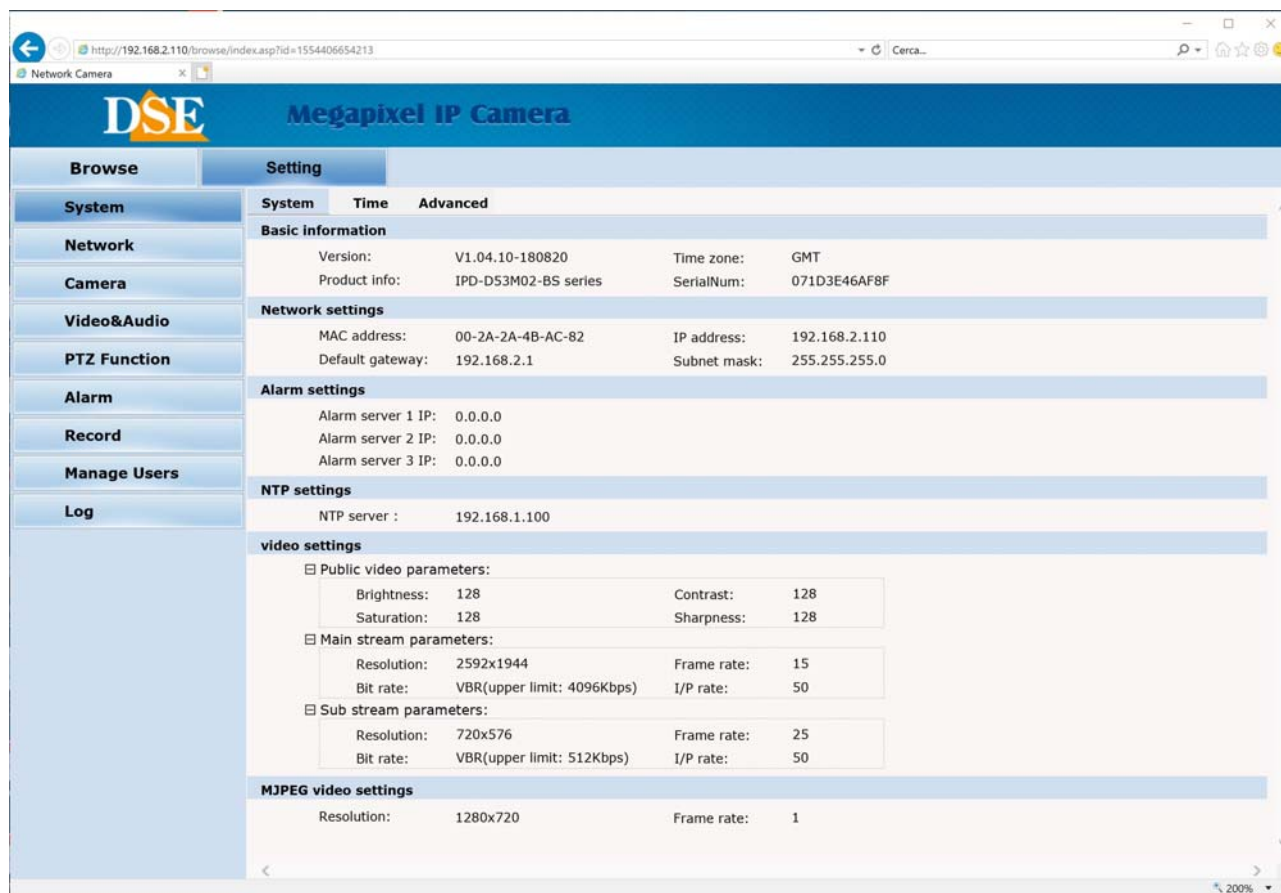 http://192.168.2.110/browse/index.asp?id=1554406654213 Cerca...
Network Camera
DSE Megapixel IP Camera
Browse Setting
System
Network
Camera
Video&Audio
PTZ Function
Alarm
Record
Manage Users
Log
System Time Advanced
Basic information
Version: V1.04.10-180820 Time zone: GMT
Product info: IPD-D53M02-BS series SerialNum: 071D3E46AF8F
Network settings
MAC address: 00-2A-2A-4B-AC-82 IP address: 192.168.2.110
Default gateway: 192.168.2.1 Subnet mask: 255.255.255.0
Alarm settings
Alarm server 1 IP: 0.0.0.0
Alarm server 2 IP: 0.0.0.0
Alarm server 3 IP: 0.0.0.0
NTP settings
NTP server : 192.168.1.100
video settings
Public video parameters:
Brightness: 128 Contrast: 128
Saturation: 128 Sharpness: 128
Main stream parameters:
Resolution: 2592x1944 Frame rate: 15
Bit rate: VBR(upper limit: 4096Kbps) I/P rate: 50
Sub stream parameters:
Resolution: 720x576 Frame rate: 25
Bit rate: VBR(upper limit: 512Kbps) I/P rate: 50
MJPEG video settings
Resolution: 1280x720 Frame rate: 1
200%